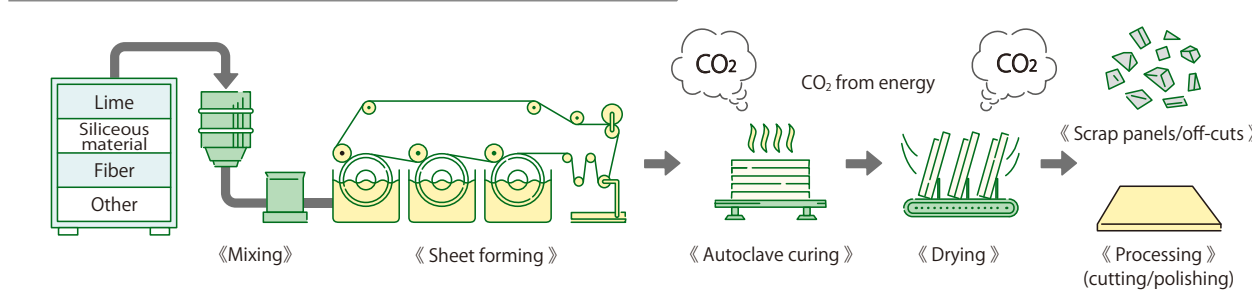 Lime
Siliceous
material
Fiber
Other
《Mixing》
《 Sheet forming 》
CO₂
CO₂ from energy
CO₂
《 Autoclave curing 》
《 Drying 》
《 Scrap panels/off-cuts 》
《 Processing 》
(cutting/polishing)